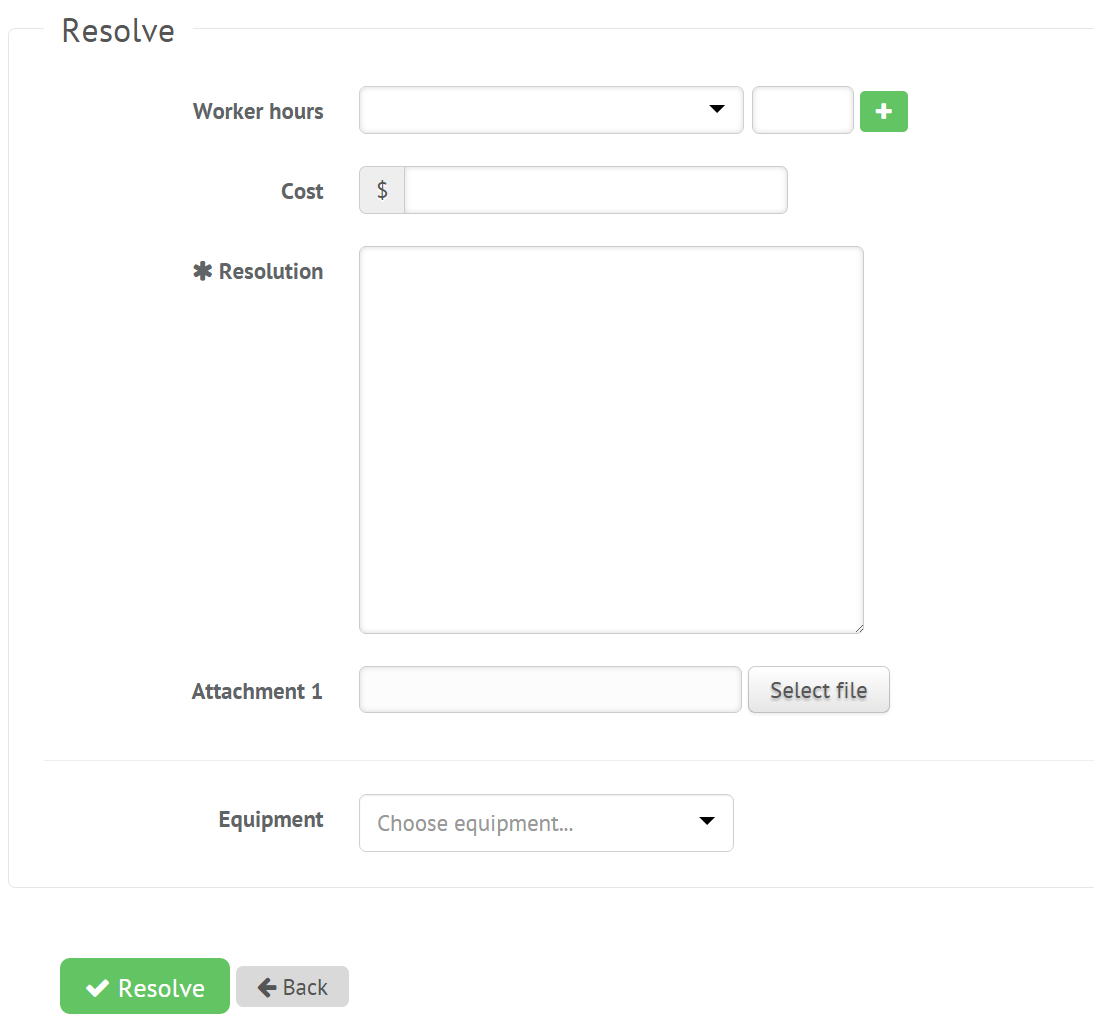 Resolve
Worker hours
Cost $
✱ Resolution
Attachment 1 Select file
Equipment Choose equipment...
Resolve Back